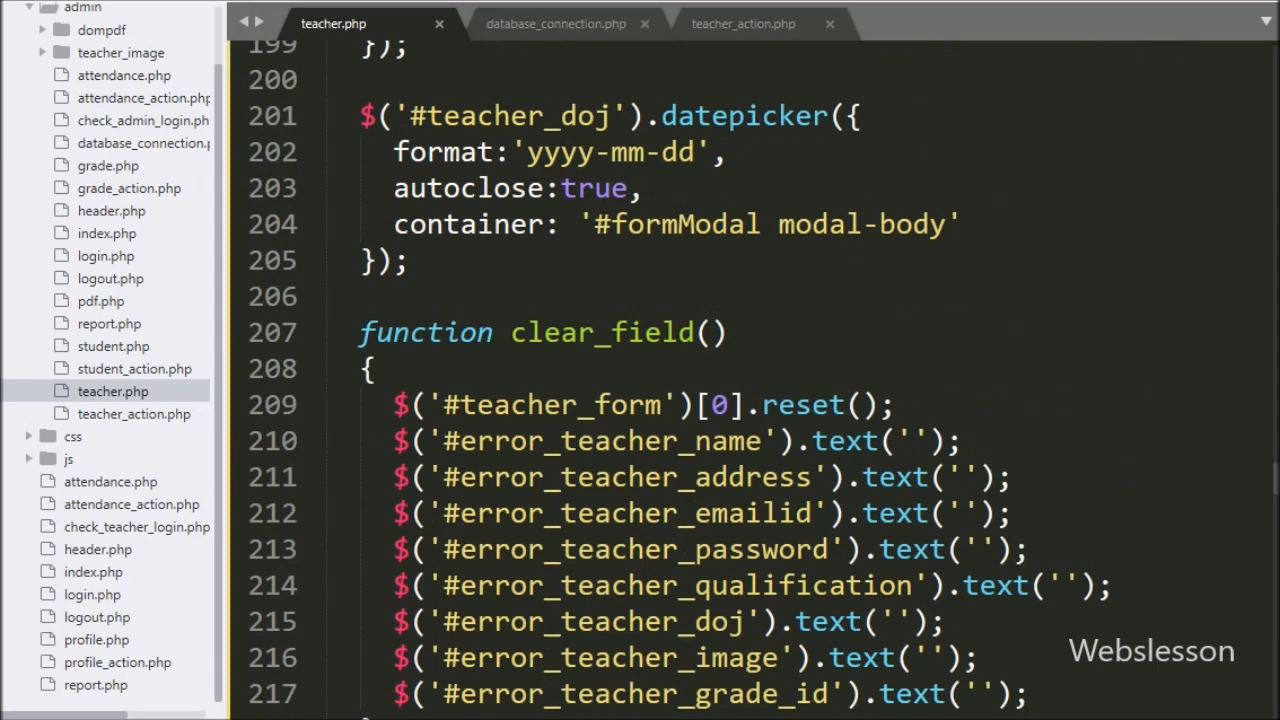 admin
dompdf
teacher_image
attendance.php
attendance_action.php
check_admin_login.ph
database_connection.p
grade.php
grade_action.php
header.php
index.php
login.php
logout.php
pdf.php
report.php
student.php
student_action.php
teacher.php
teacher_action.php
css
js
attendance.php
attendance_action.php
check_teacher_login.php
header.php
index.php
login.php
logout.php
profile.php
profile_action.php
report.php
teacher.php × database_connection.php × teacher_action.php ×
199 });
200
201 $('#teacher_doj').datepicker({
202 format:'yyyy-mm-dd',
203 autoclose:true,
204 container: '#formModal modal-body'
205 });
206
207 function clear_field()
208 {
209 $('#teacher_form')[0].reset();
210 $('#error_teacher_name').text('');
211 $('#error_teacher_address').text('');
212 $('#error_teacher_emailid').text('');
213 $('#error_teacher_password').text('');
214 $('#error_teacher_qualification').text('');
215 $('#error_teacher_doj').text('');
216 $('#error_teacher_image').text('');
217 $('#error_teacher_grade_id').text('');
Webslesson